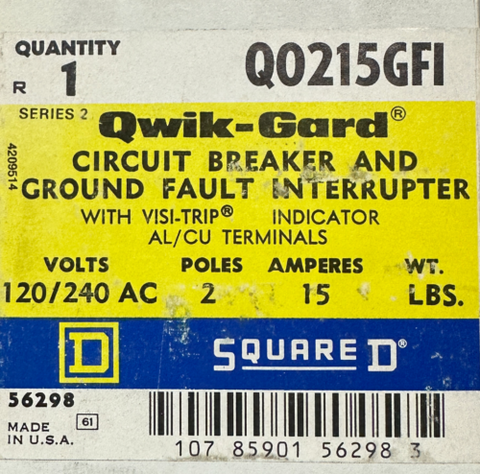 QUANTITY
R 1
QO215GFI
SERIES 2
Qwik-Gard®
4209514
CIRCUIT BREAKER AND
GROUND FAULT INTERRUPTER
WITH VISI-TRIP® INDICATOR
AL/CU TERMINALS
VOLTS POLES AMPERES WT.
120/240 AC 2 15 LBS.
D SQUARE D®
56298
MADE 61
IN U.S.A.
107 85901 56298 3